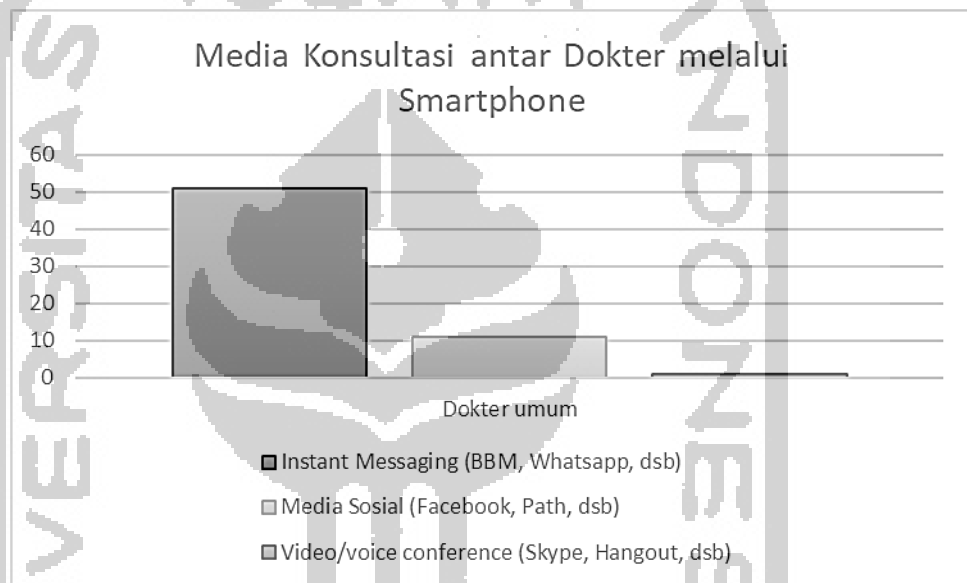 Media Konsultasi antar Dokter melalui
Smartphone
60
50
40
30
20
10
0
Dokter umum
Instant Messaging (BBM, Whatsapp, dsb)
Media Sosial (Facebook, Path, dsb)
Video/voice conference (Skype, Hangout, dsb)